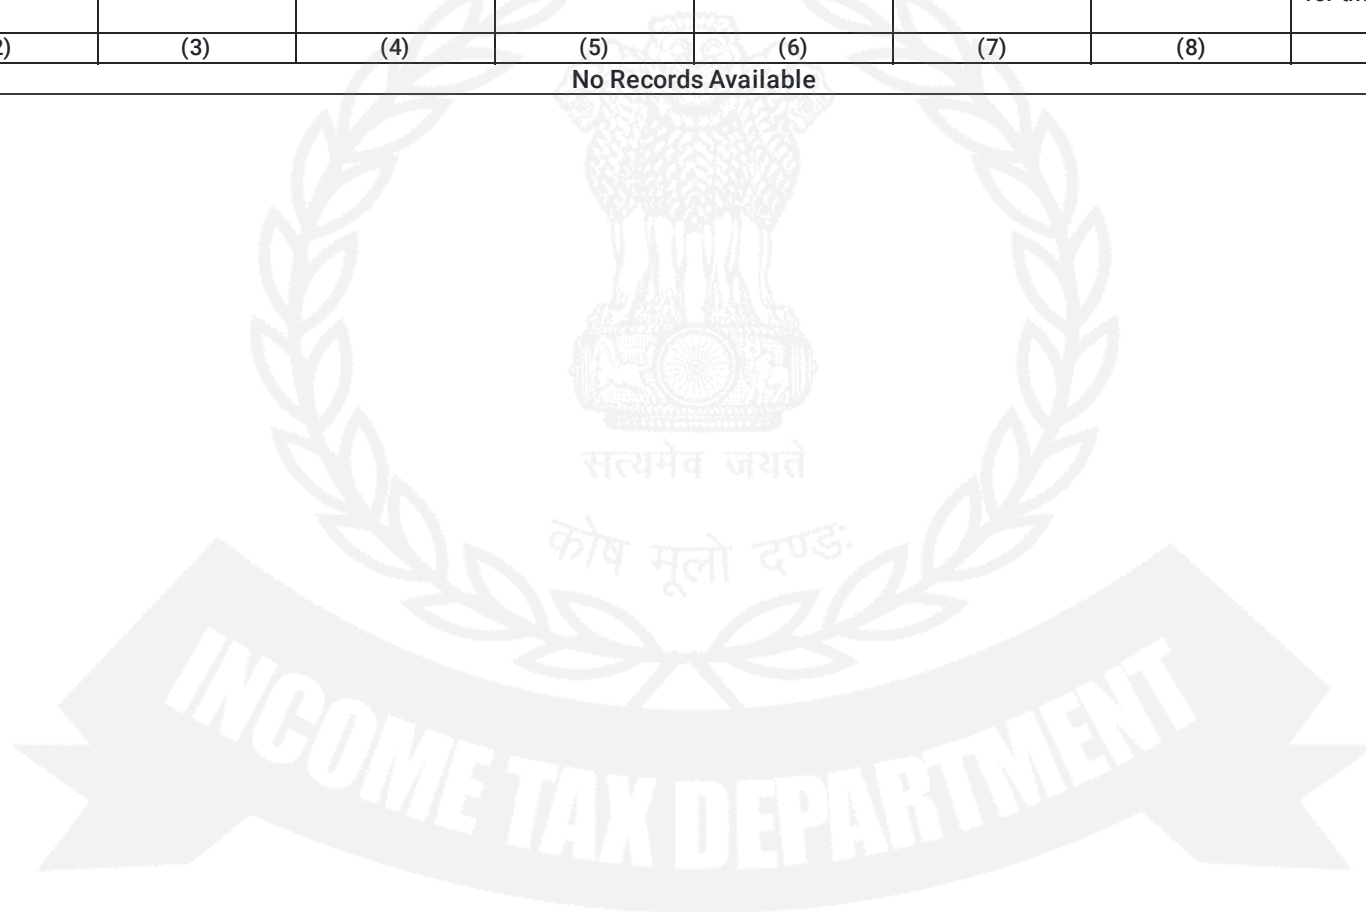 (3) (4) (5) (6) (7) (8)
No Records Available
सत्यमेव जयते
कोष मूलो दण्डः
INCOME TAX DEPARTMENT